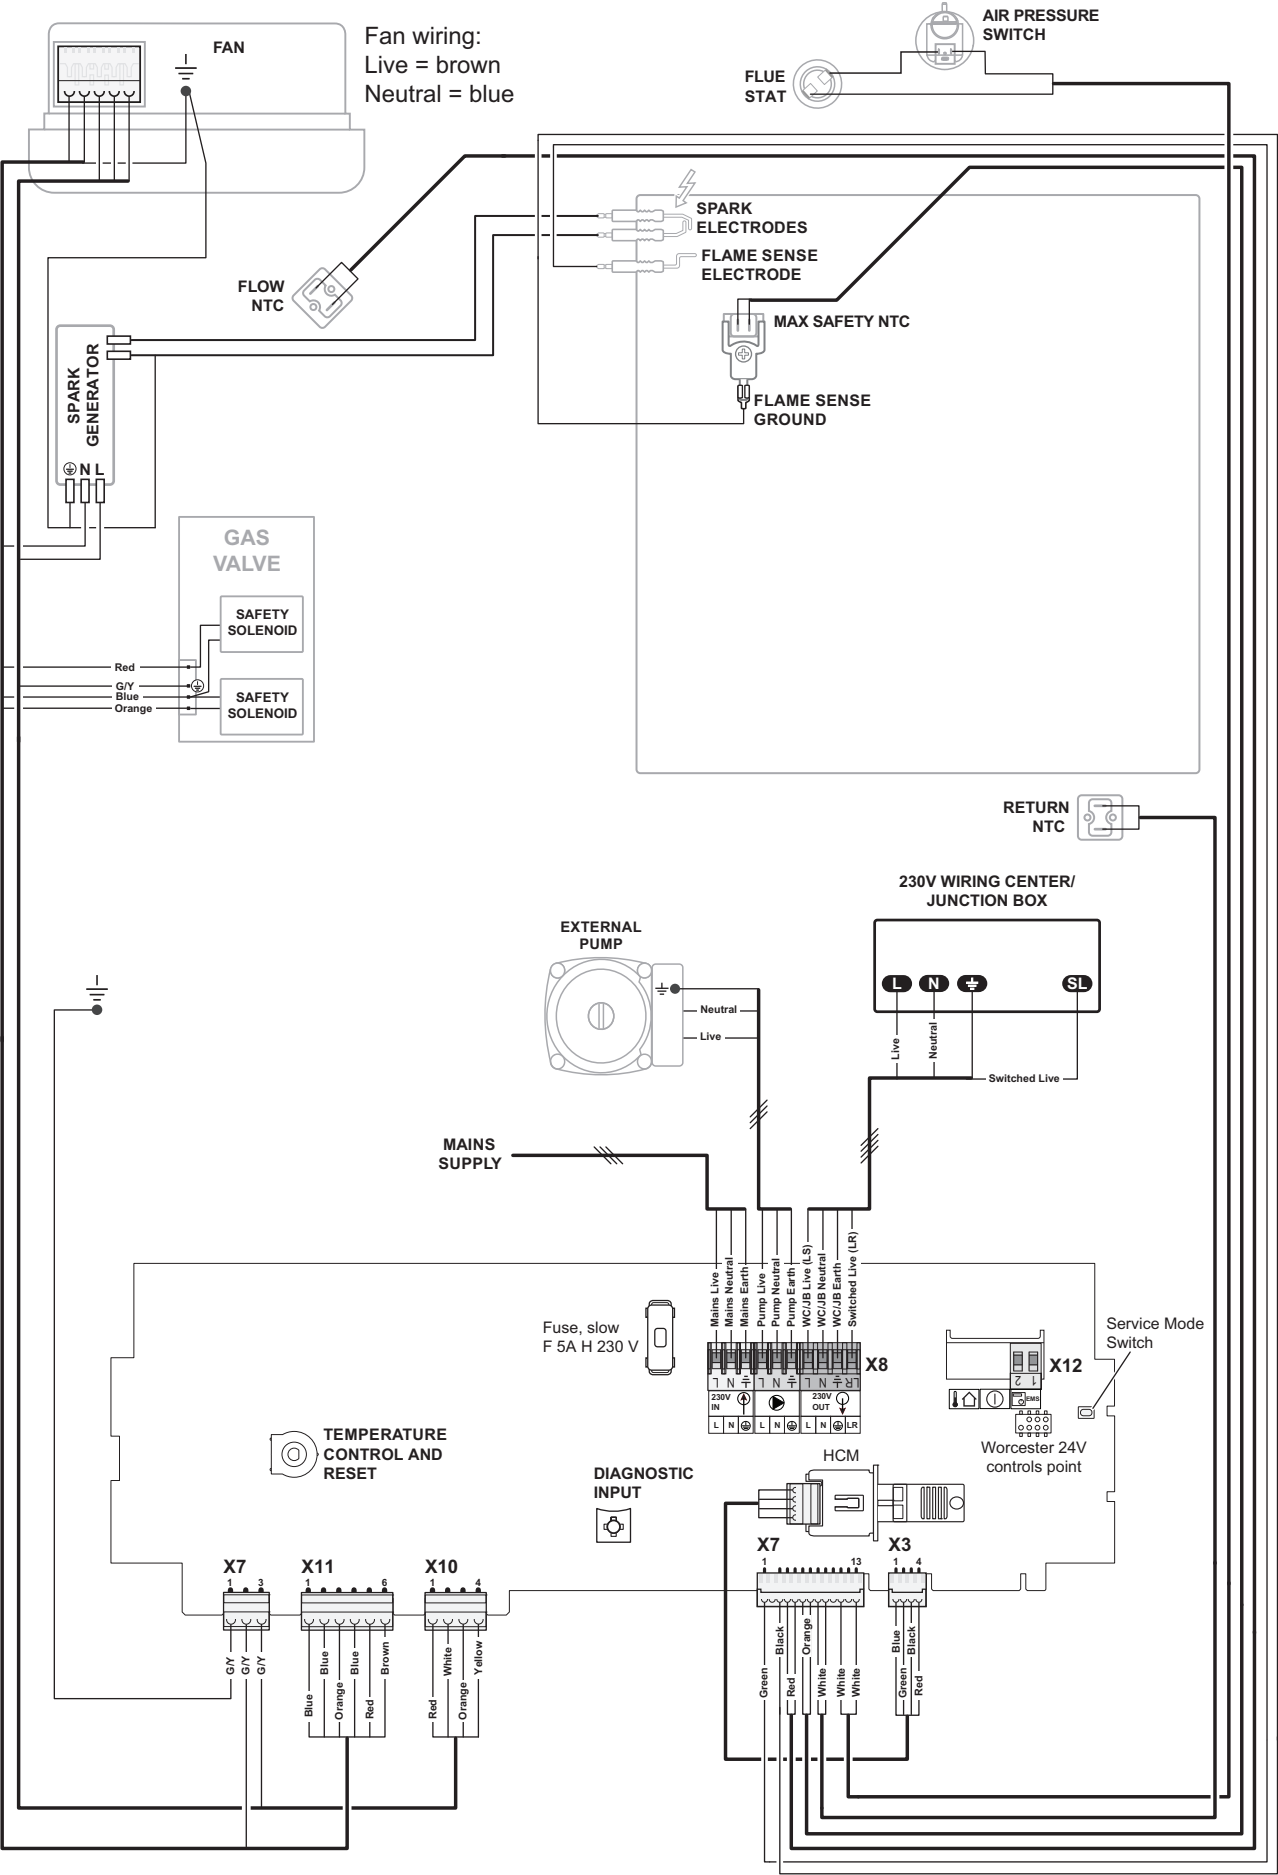 FAN
Fan wiring:
Live = brown
Neutral = blue
AIR PRESSURE
SWITCH
FLUE
STAT
SPARK
ELECTRODES
FLAME SENSE
ELECTRODE
FLOW
NTC
MAX SAFETY NTC
FLAME SENSE
GROUND
SPARK
GENERATOR
N L
GAS
VALVE
SAFETY
SOLENOID
Red
G/Y
Blue
Orange
SAFETY
SOLENOID
RETURN
NTC
230V WIRING CENTER/
JUNCTION BOX
L N SL
Live
Neutral
Switched Live
EXTERNAL
PUMP
Neutral
Live
MAINS
SUPPLY
Mains Live
Mains Neutral
Mains Earth
Pump Live
Pump Neutral
Pump Earth
WC/JB Live (LS)
WC/JB Neutral
WC/JB Earth
Switched Live (LR)
Fuse, slow
F 5A H 230 V
X8
L N L N L N LR
230V
IN
230V
OUT
L N L N L N LR
X12
2 1
EMS
Service Mode
Switch
Worcester 24V
controls point
TEMPERATURE
CONTROL AND
RESET
DIAGNOSTIC
INPUT
HCM
X7
1 3
G/Y
G/Y
G/Y
X11
1 6
Blue
Blue
Orange
Blue
Red
Brown
X10
1 4
Red
White
Orange
Yellow
X7
1 13
Green
Black
Red
Orange
White
White
White
X3
1 4
Blue
Green
Black
Red